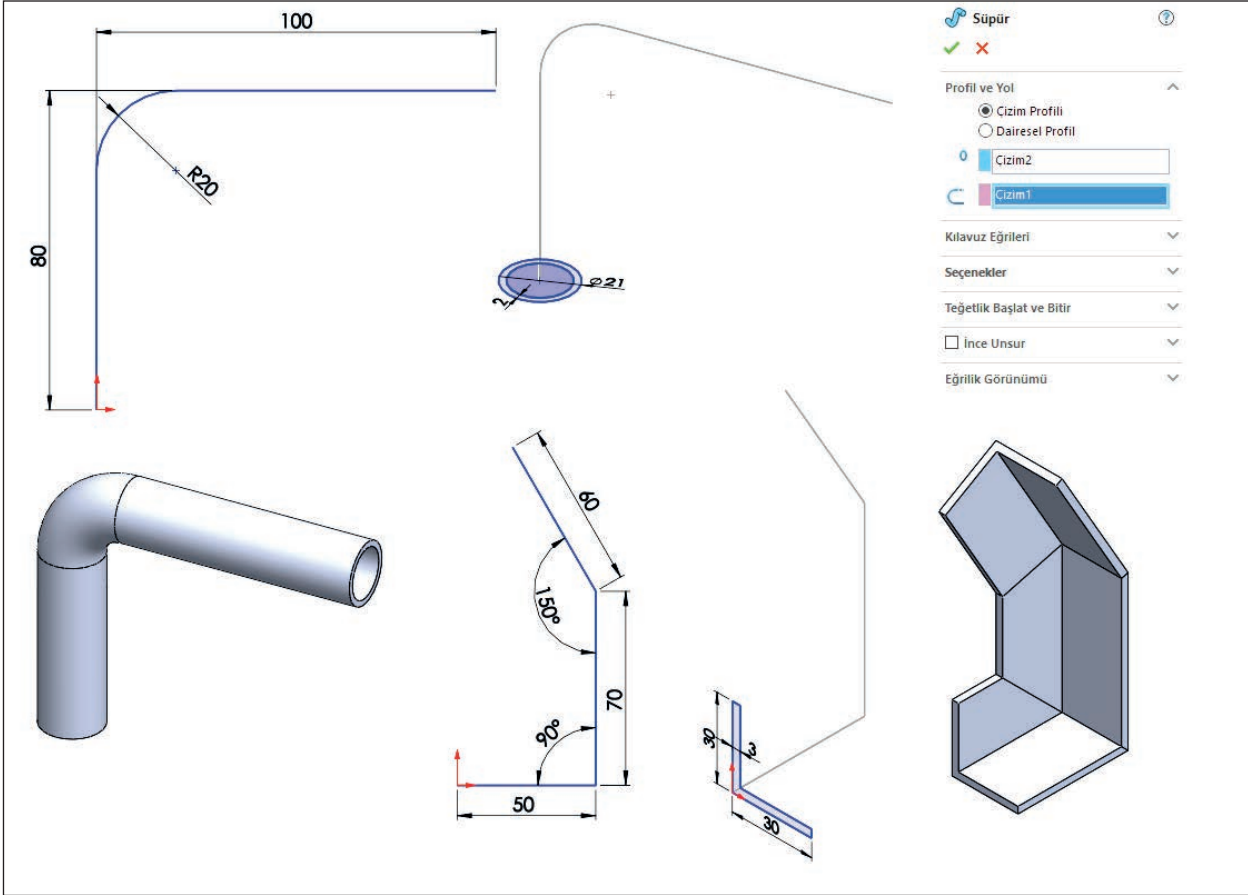 100
R20
80
2
⌀21
Süpür
Profil ve Yol
Çizim Profili
Dairesel Profil
Çizim2
Çizim1
Kılavuz Eğrileri
Seçenekler
Teğetlik Başlat ve Bitir
İnce Unsur
Eğrilik Görünümü
60
150°
70
90°
50
30
3
30